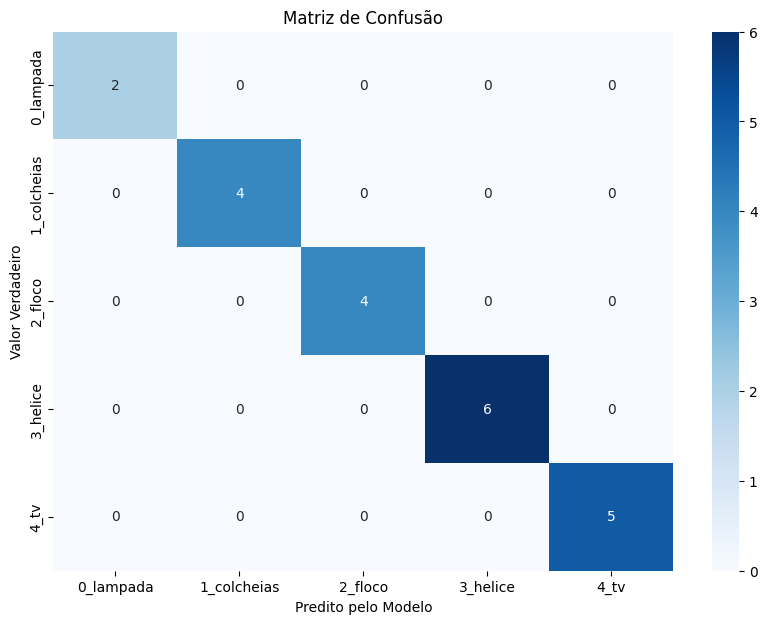 Matriz de Confusão
Valor Verdadeiro
0_lampada
2 0 0 0 0
1_colcheias
0 4 0 0 0
2_floco
0 0 4 0 0
3_helice
0 0 0 6 0
4_tv
0 0 0 0 5
0_lampada 1_colcheias 2_floco 3_helice 4_tv
Predito pelo Modelo
6
5
4
3
2
1
0